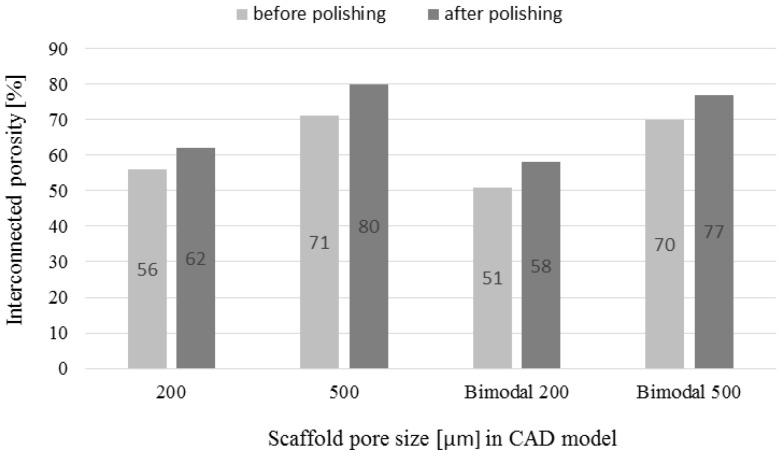 before polishing after polishing
Interconnected porosity [%]
90
80
70
60
50
40
30
20
10
0
56 62 71 80 51 58 70 77
200 500 Bimodal 200 Bimodal 500
Scaffold pore size [µm] in CAD model